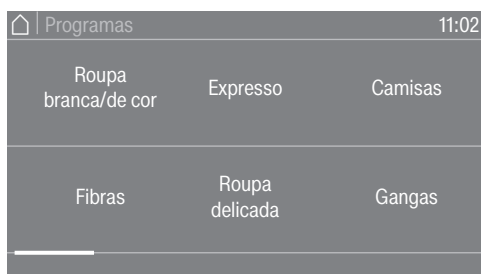 Programas
11:02
Roupa
branca/de cor
Expresso
Camisas
Fibras
Roupa
delicada
Gangas